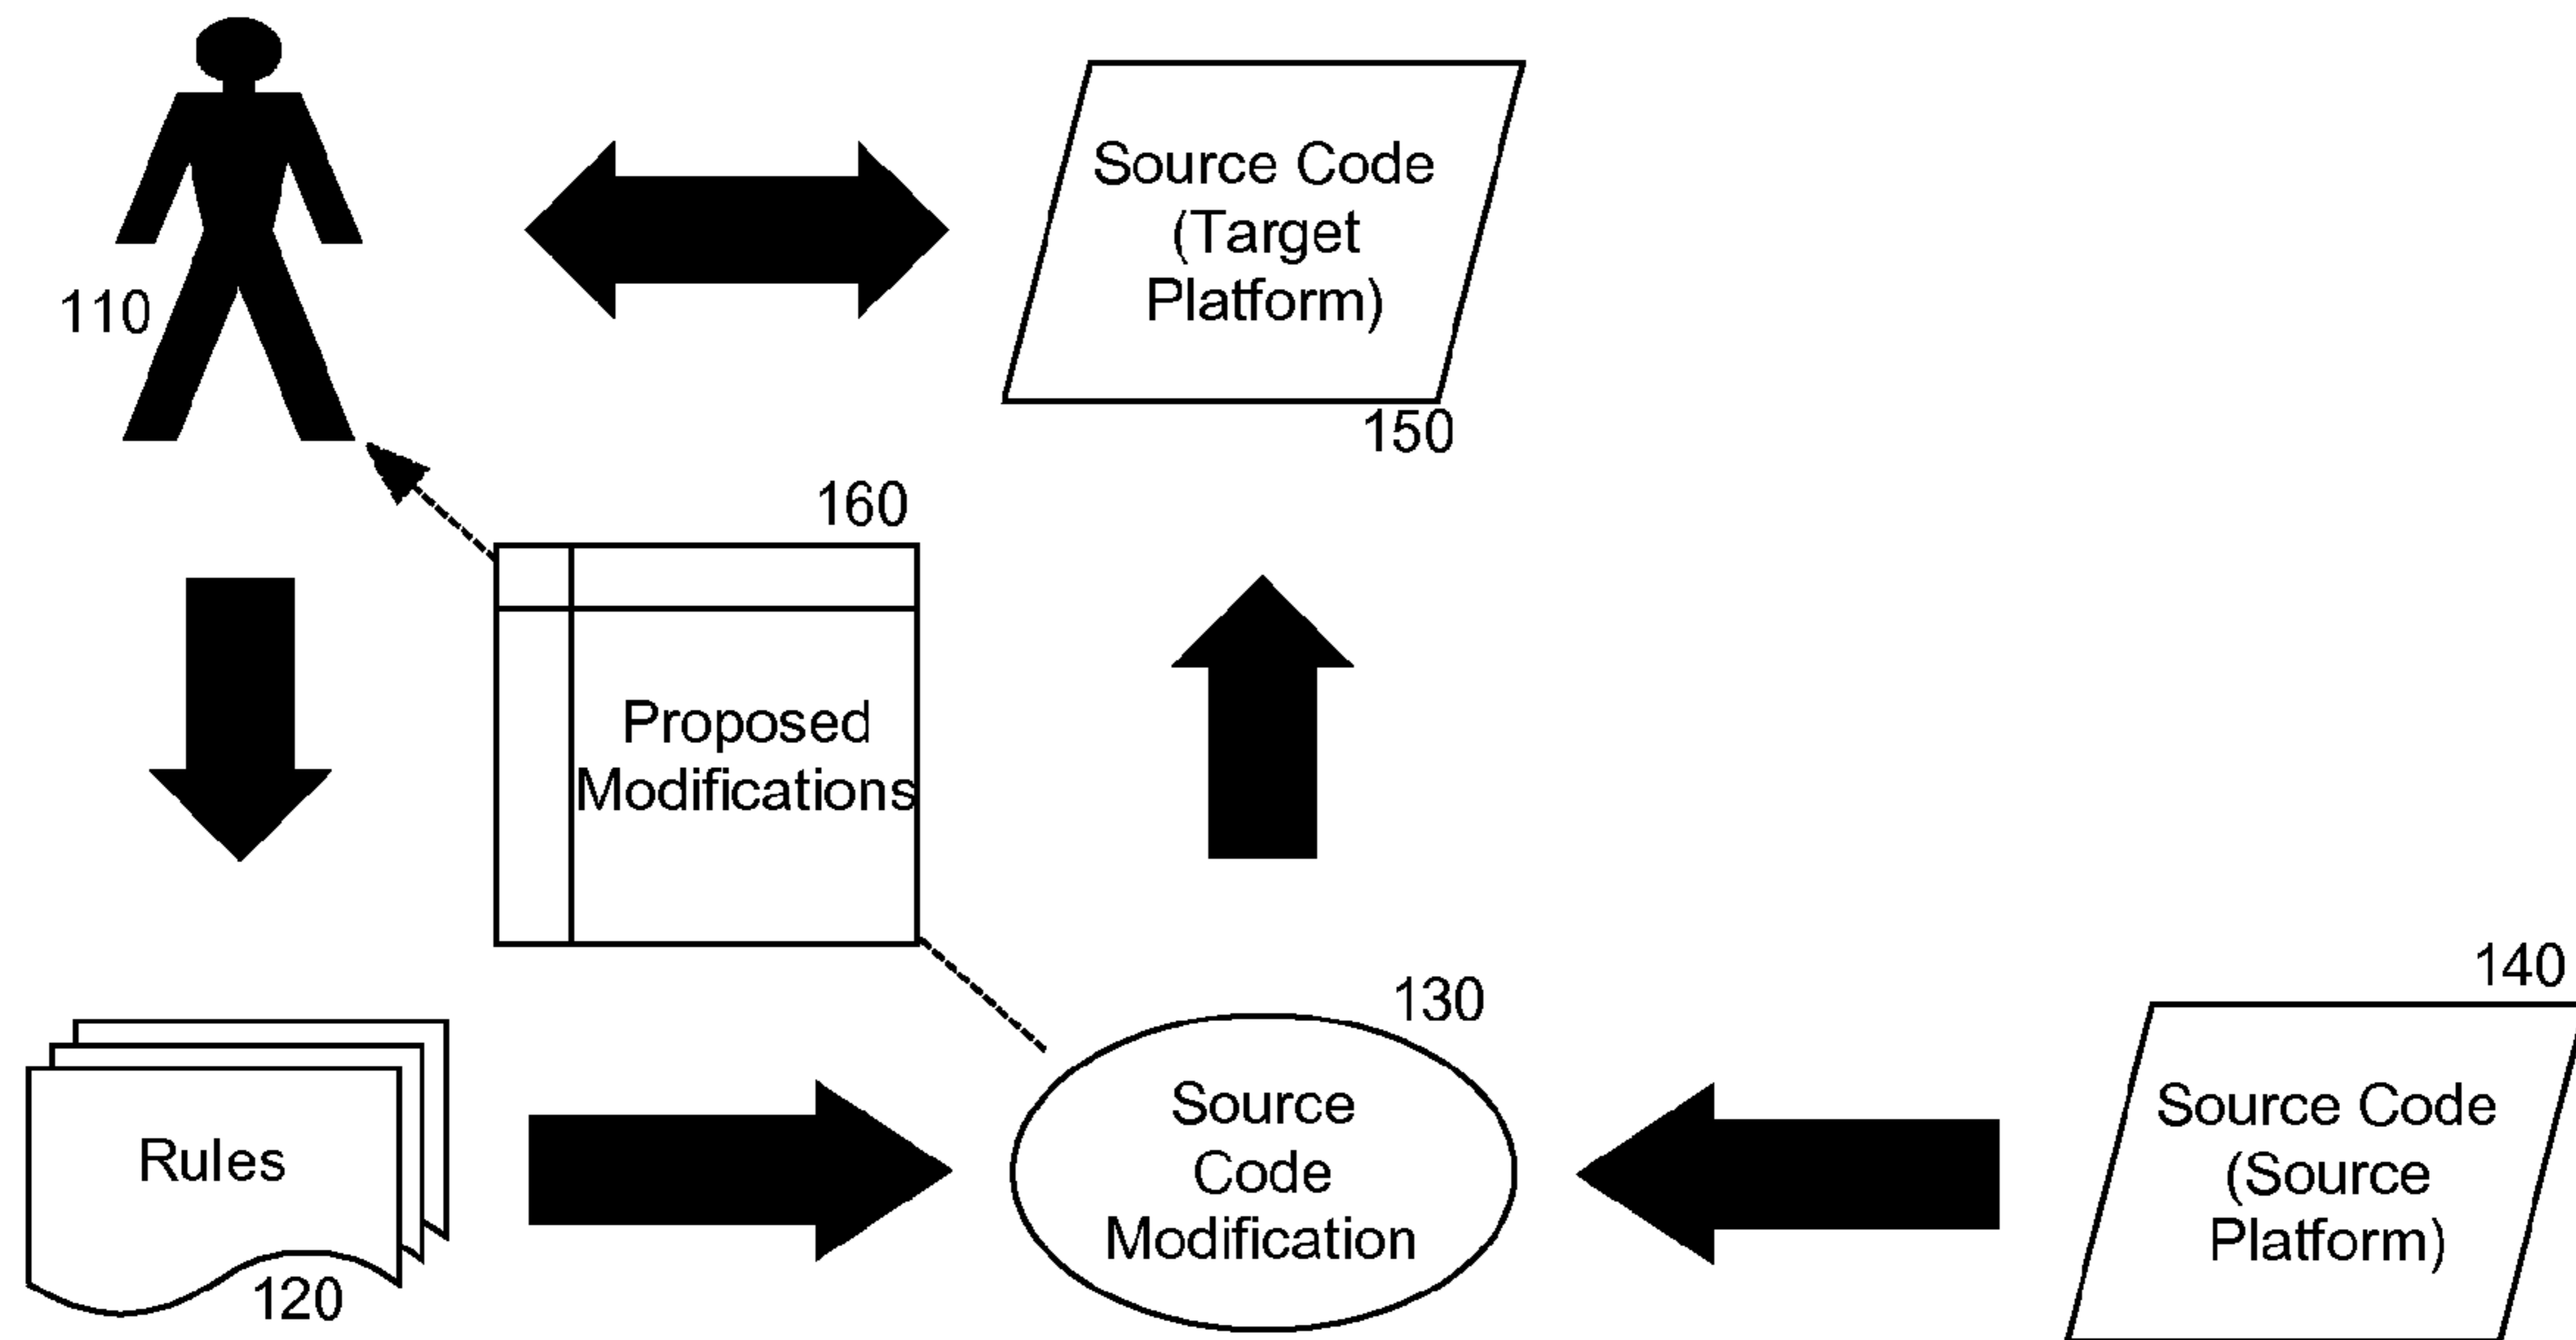 Source Code
(Target
Platform)
110
150
160
Proposed
Modifications
140
130
Rules
120
Source
Code
Modification
Source Code
(Source
Platform)